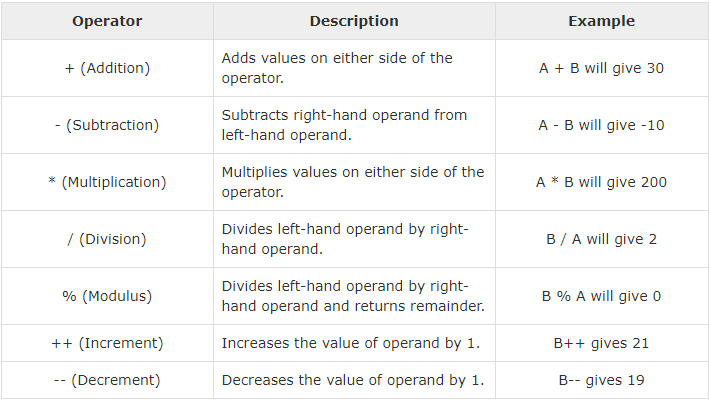 Operator Description Example
+ (Addition) Adds values on either side of the
operator. A + B will give 30
- (Subtraction) Subtracts right-hand operand from
left-hand operand. A - B will give -10
* (Multiplication) Multiplies values on either side of the
operator. A * B will give 200
/ (Division) Divides left-hand operand by right-
hand operand. B / A will give 2
% (Modulus) Divides left-hand operand by right-
hand operand and returns remainder. B % A will give 0
++ (Increment) Increases the value of operand by 1. B++ gives 21
-- (Decrement) Decreases the value of operand by 1. B-- gives 19